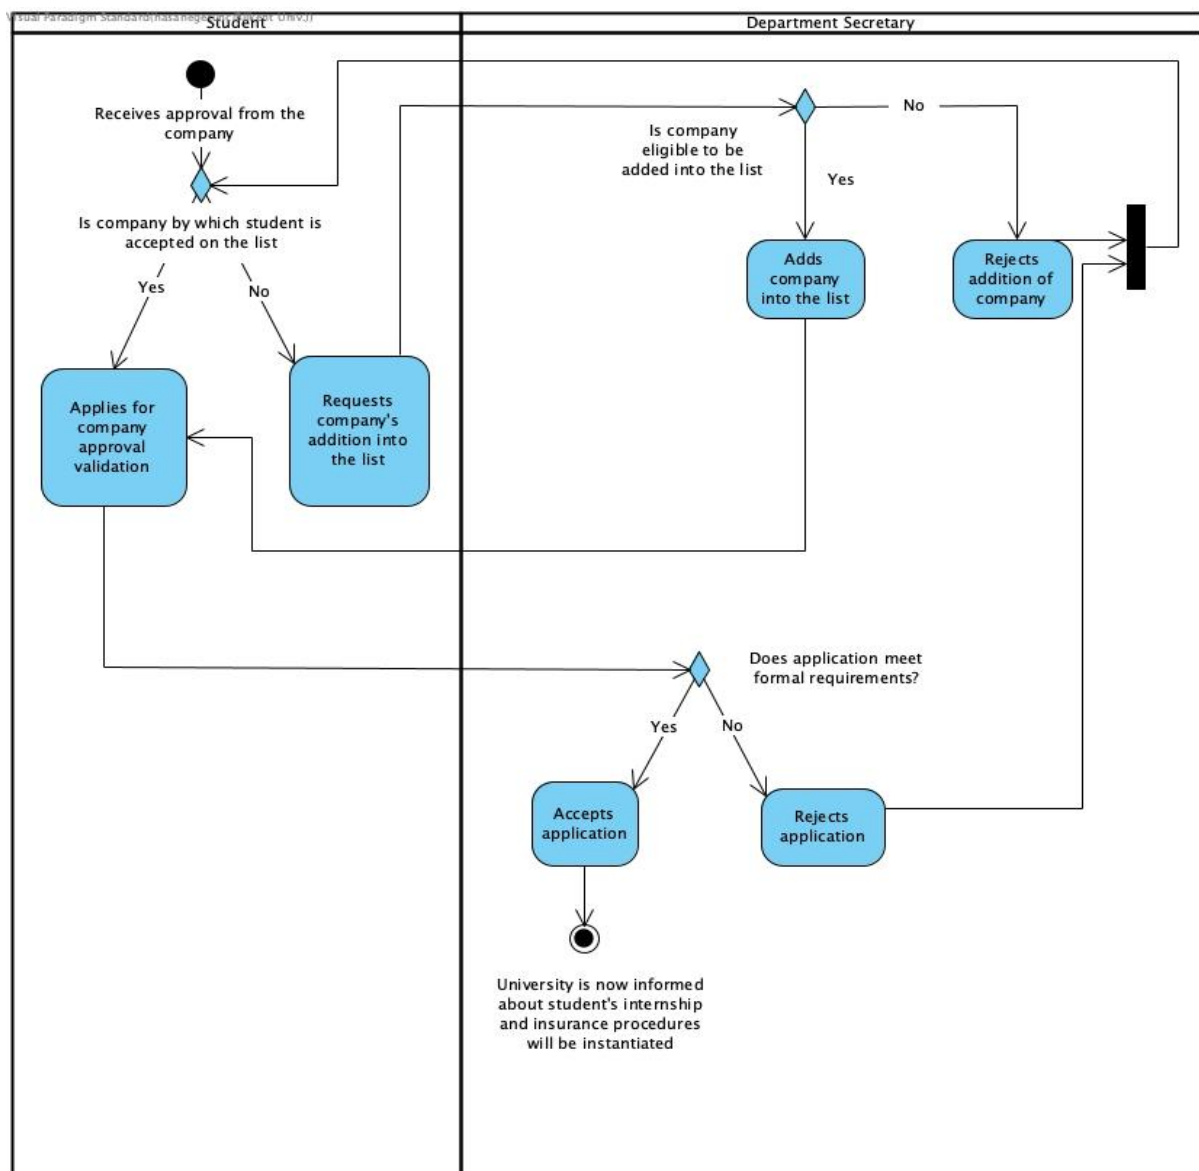 Visual Paradigm Standard
Student
Department Secretary
Receives approval from the
company
Is company by which student is
accepted on the list
Yes
No
Applies for
company
approval
validation
Requests
company's
addition into
the list
Is company
eligible to be
added into the list
No
Yes
Adds
company
into the list
Rejects
addition of
company
Does application meet
formal requirements?
Yes
No
Accepts
application
Rejects
application
University is now informed
about student's internship
and insurance procedures
will be instantiated